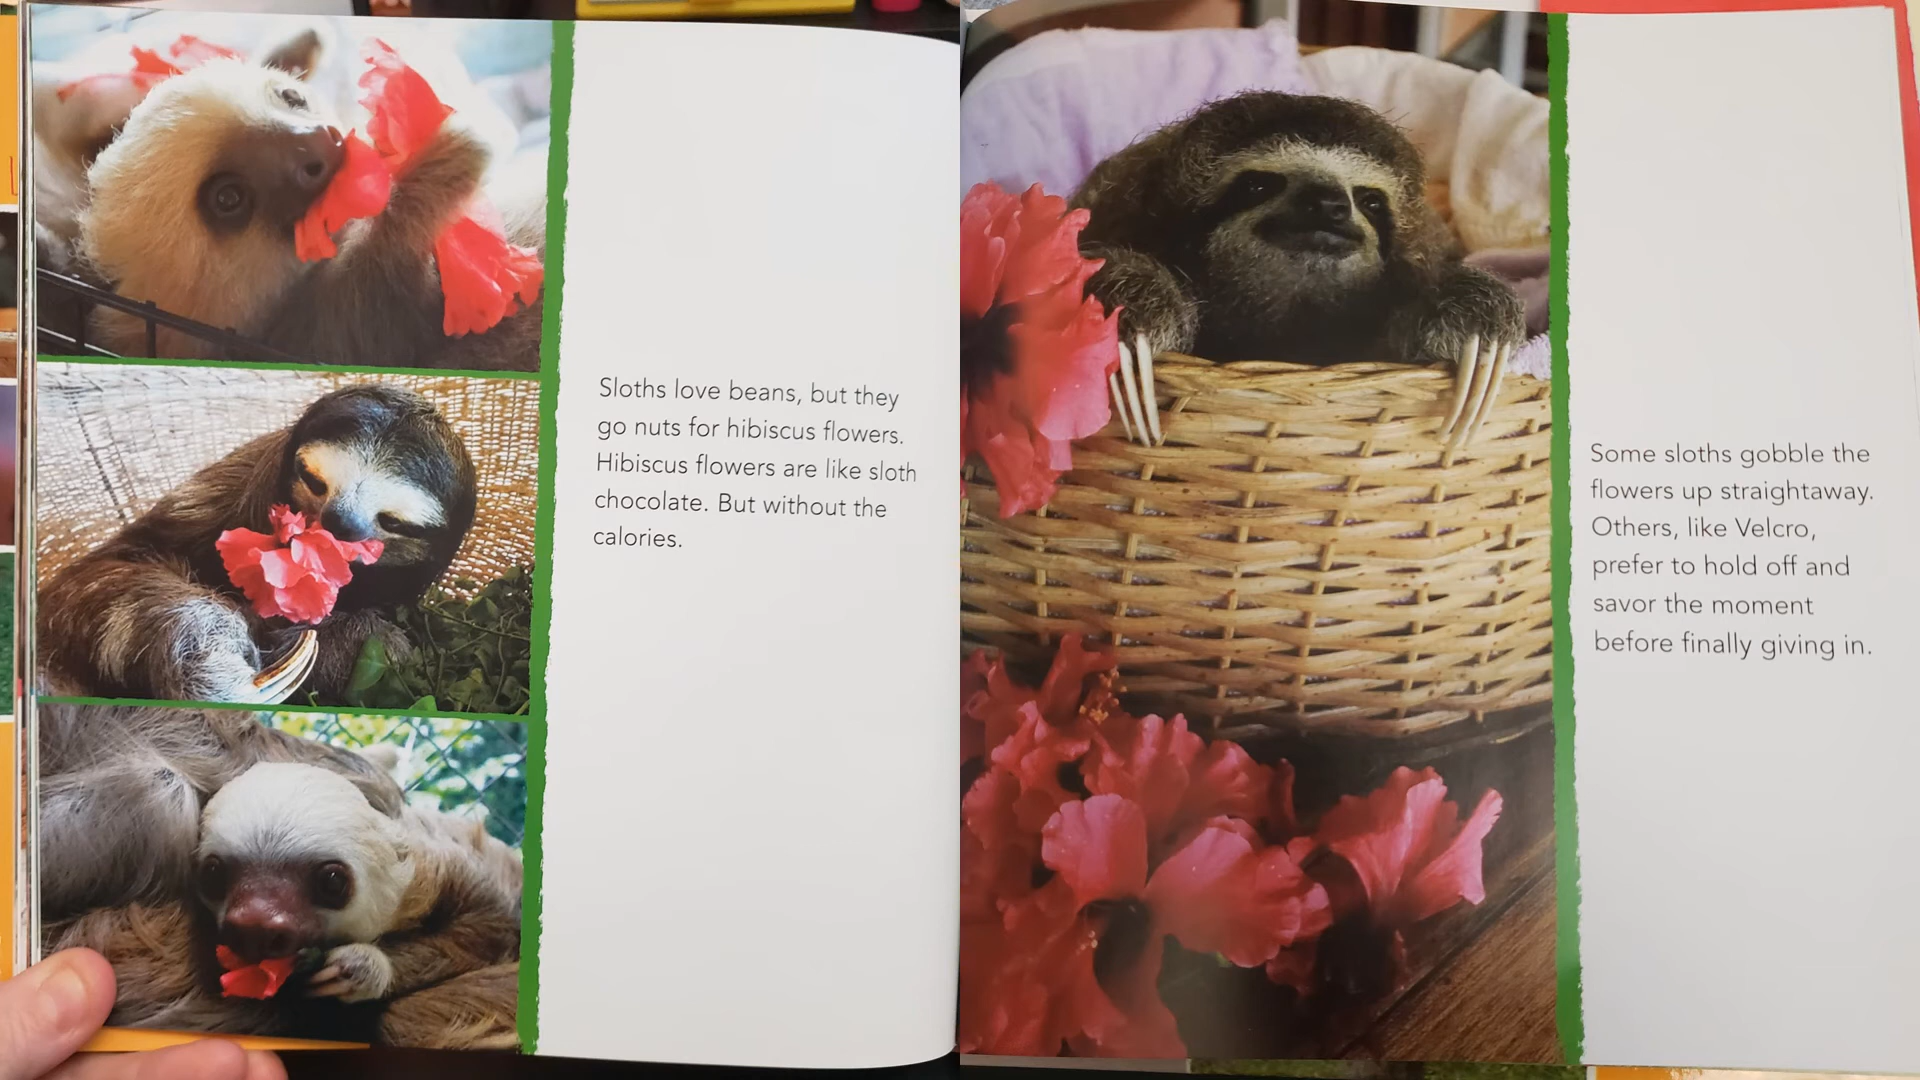 Sloths love beans, but they
go nuts for hibiscus flowers.
Hibiscus flowers are like sloth
chocolate. But without the
calories.
Some sloths gobble the
flowers up straightaway.
Others, like Velcro,
prefer to hold off and
savor the moment
before finally giving in.